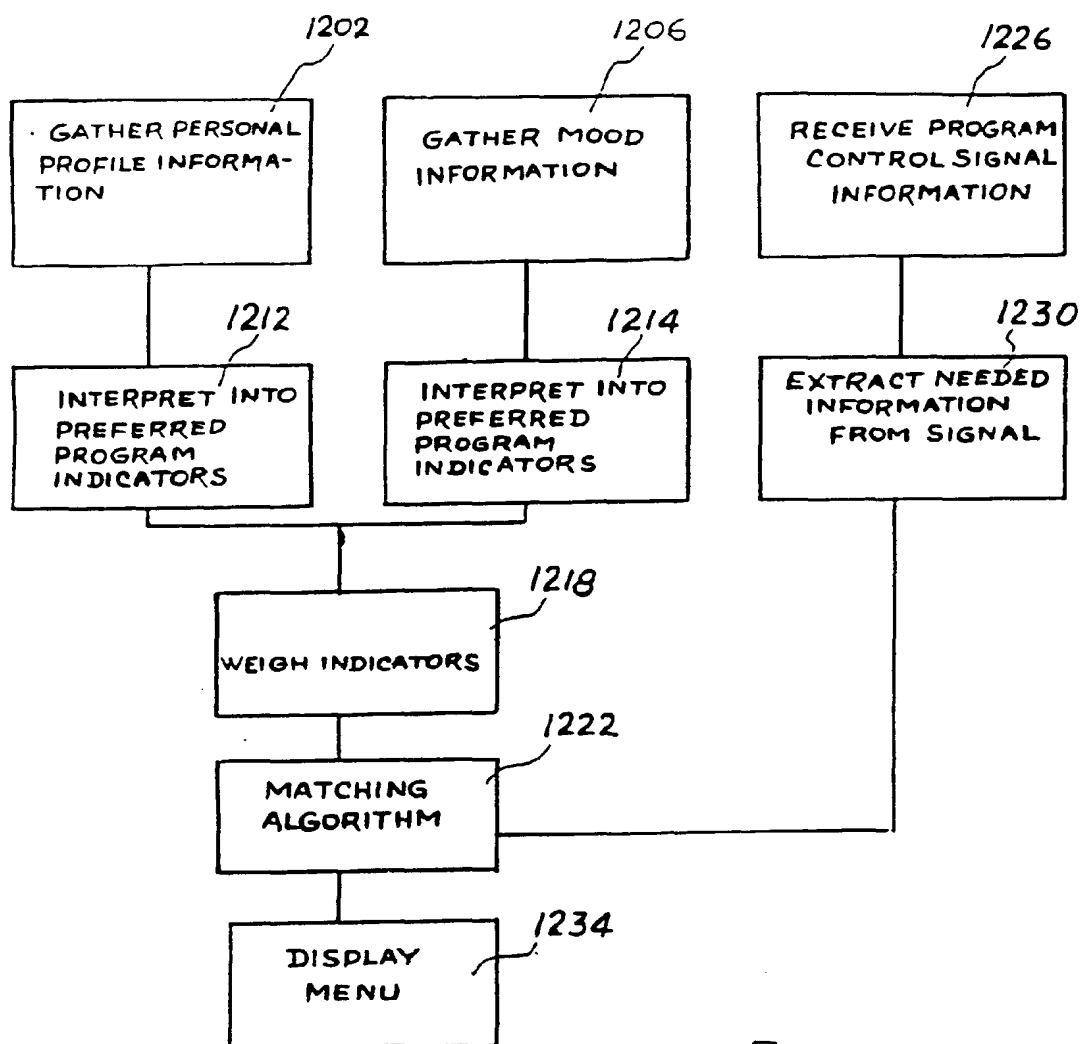 1202
1206
1226
GATHER PERSONAL
PROFILE INFORMA-
TION
GATHER MOOD
INFORMATION
RECEIVE PROGRAM
CONTROL SIGNAL
INFORMATION
1212
1214
1230
INTERPRET INTO
PREFERRED
PROGRAM
INDICATORS
INTERPRET INTO
PREFERRED
PROGRAM
INDICATORS
EXTRACT NEEDED
INFORMATION
FROM SIGNAL
1218
WEIGH INDICATORS
1222
MATCHING
ALGORITHM
1234
DISPLAY
MENU